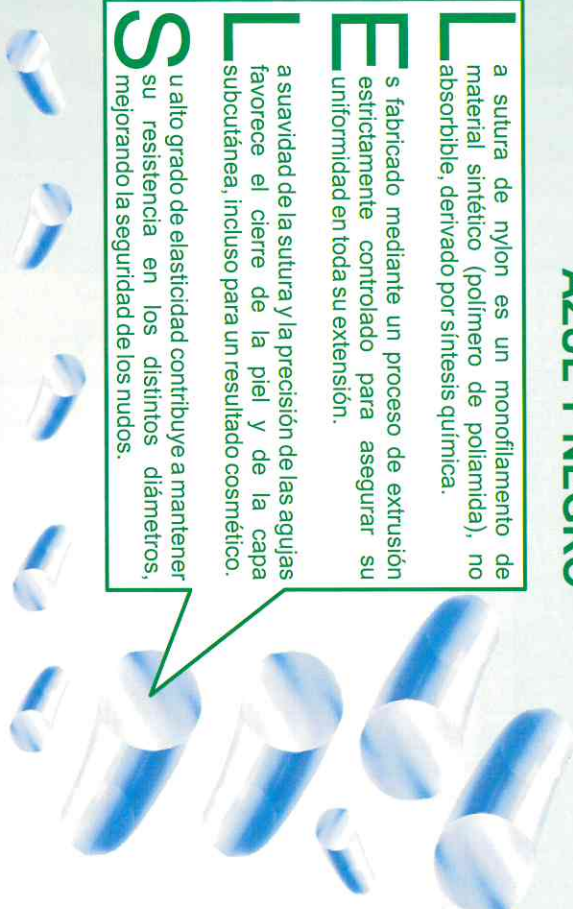 AZUL Y NEGRO
La sutura de nylon es un monofilamento de
material sintético (polímero de poliamida), no
absorbible, derivado por síntesis química.
Es fabricado mediante un proceso de extrusión
estrictamente controlado para asegurar su
uniformidad en toda su extensión.
La suavidad de la sutura y la precisión de las agujas
favorece el cierre de la piel y de la capa
subcutánea, incluso para un resultado cosmético.
Su alto grado de elasticidad contribuye a mantener
su resistencia en los distintos diámetros,
mejorando la seguridad de los nudos.